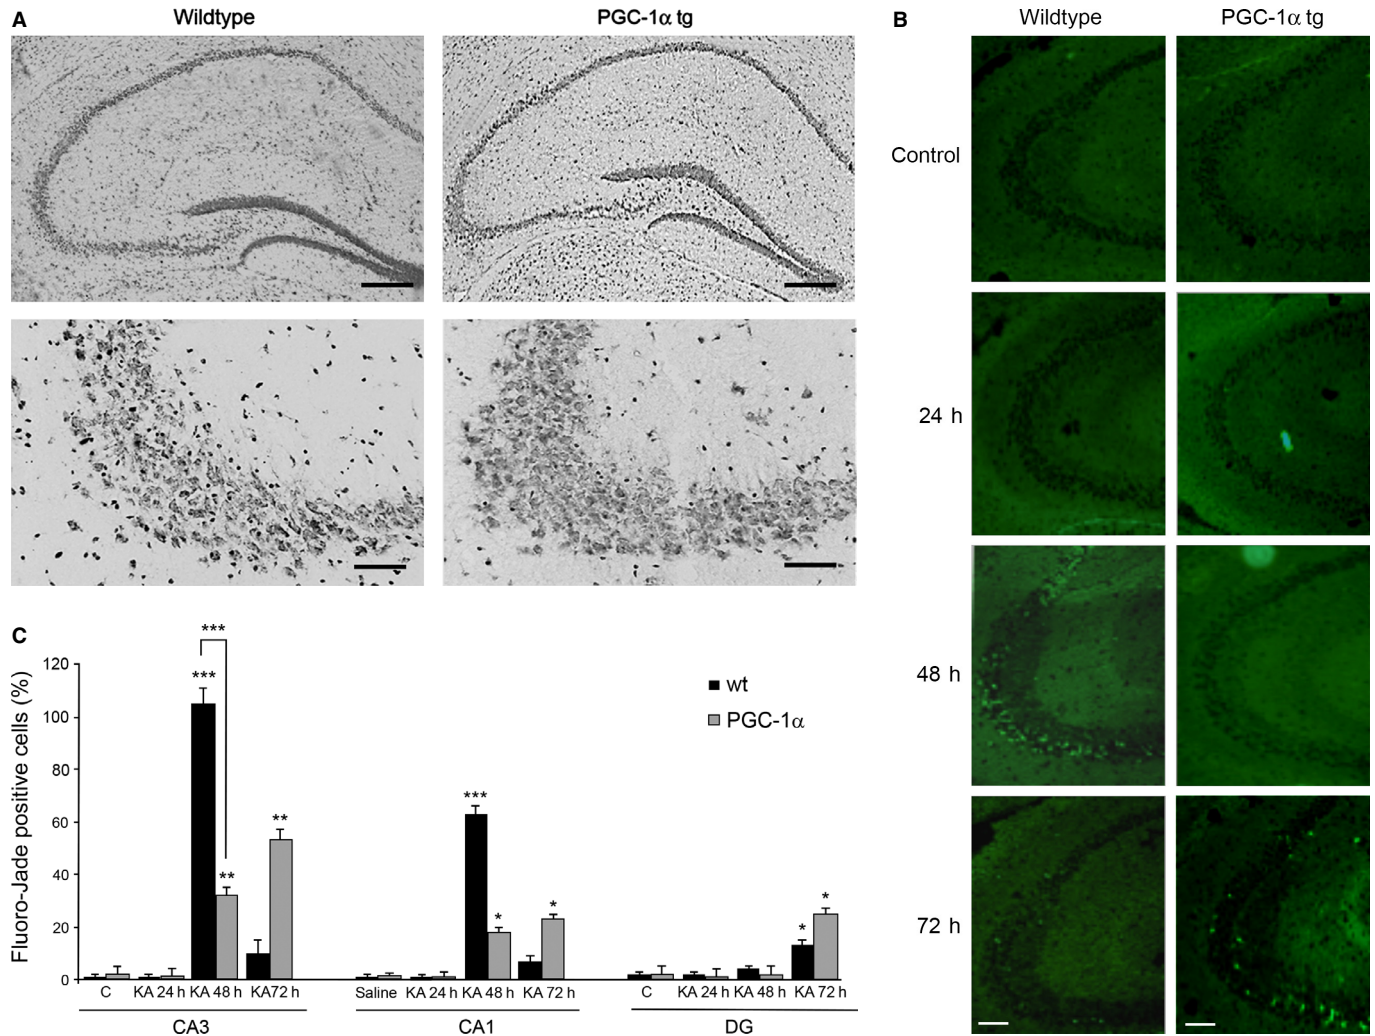 A
Wildtype
PGC-1α tg
B
Wildtype
PGC-1α tg
Control
24 h
48 h
72 h
C
Fluoro-Jade positive cells (%)
120
100
80
60
40
20
0
***
***
**
**
***
*
*
*
*
wt
PGC-1α
C
KA 24 h
KA 48 h
KA72 h
Saline
KA 24 h
KA 48 h
KA 72 h
C
KA 24 h
KA 48 h
KA 72 h
CA3
CA1
DG